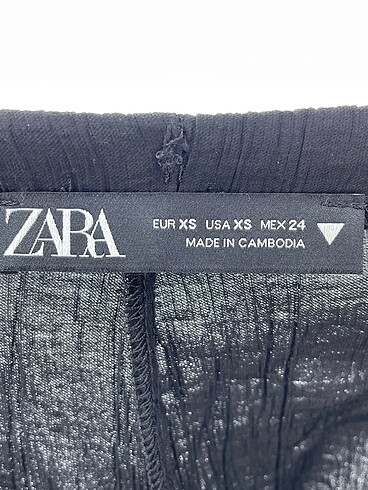 ZARA
EUR XS USA XS MEX 24
MADE IN CAMBODIA